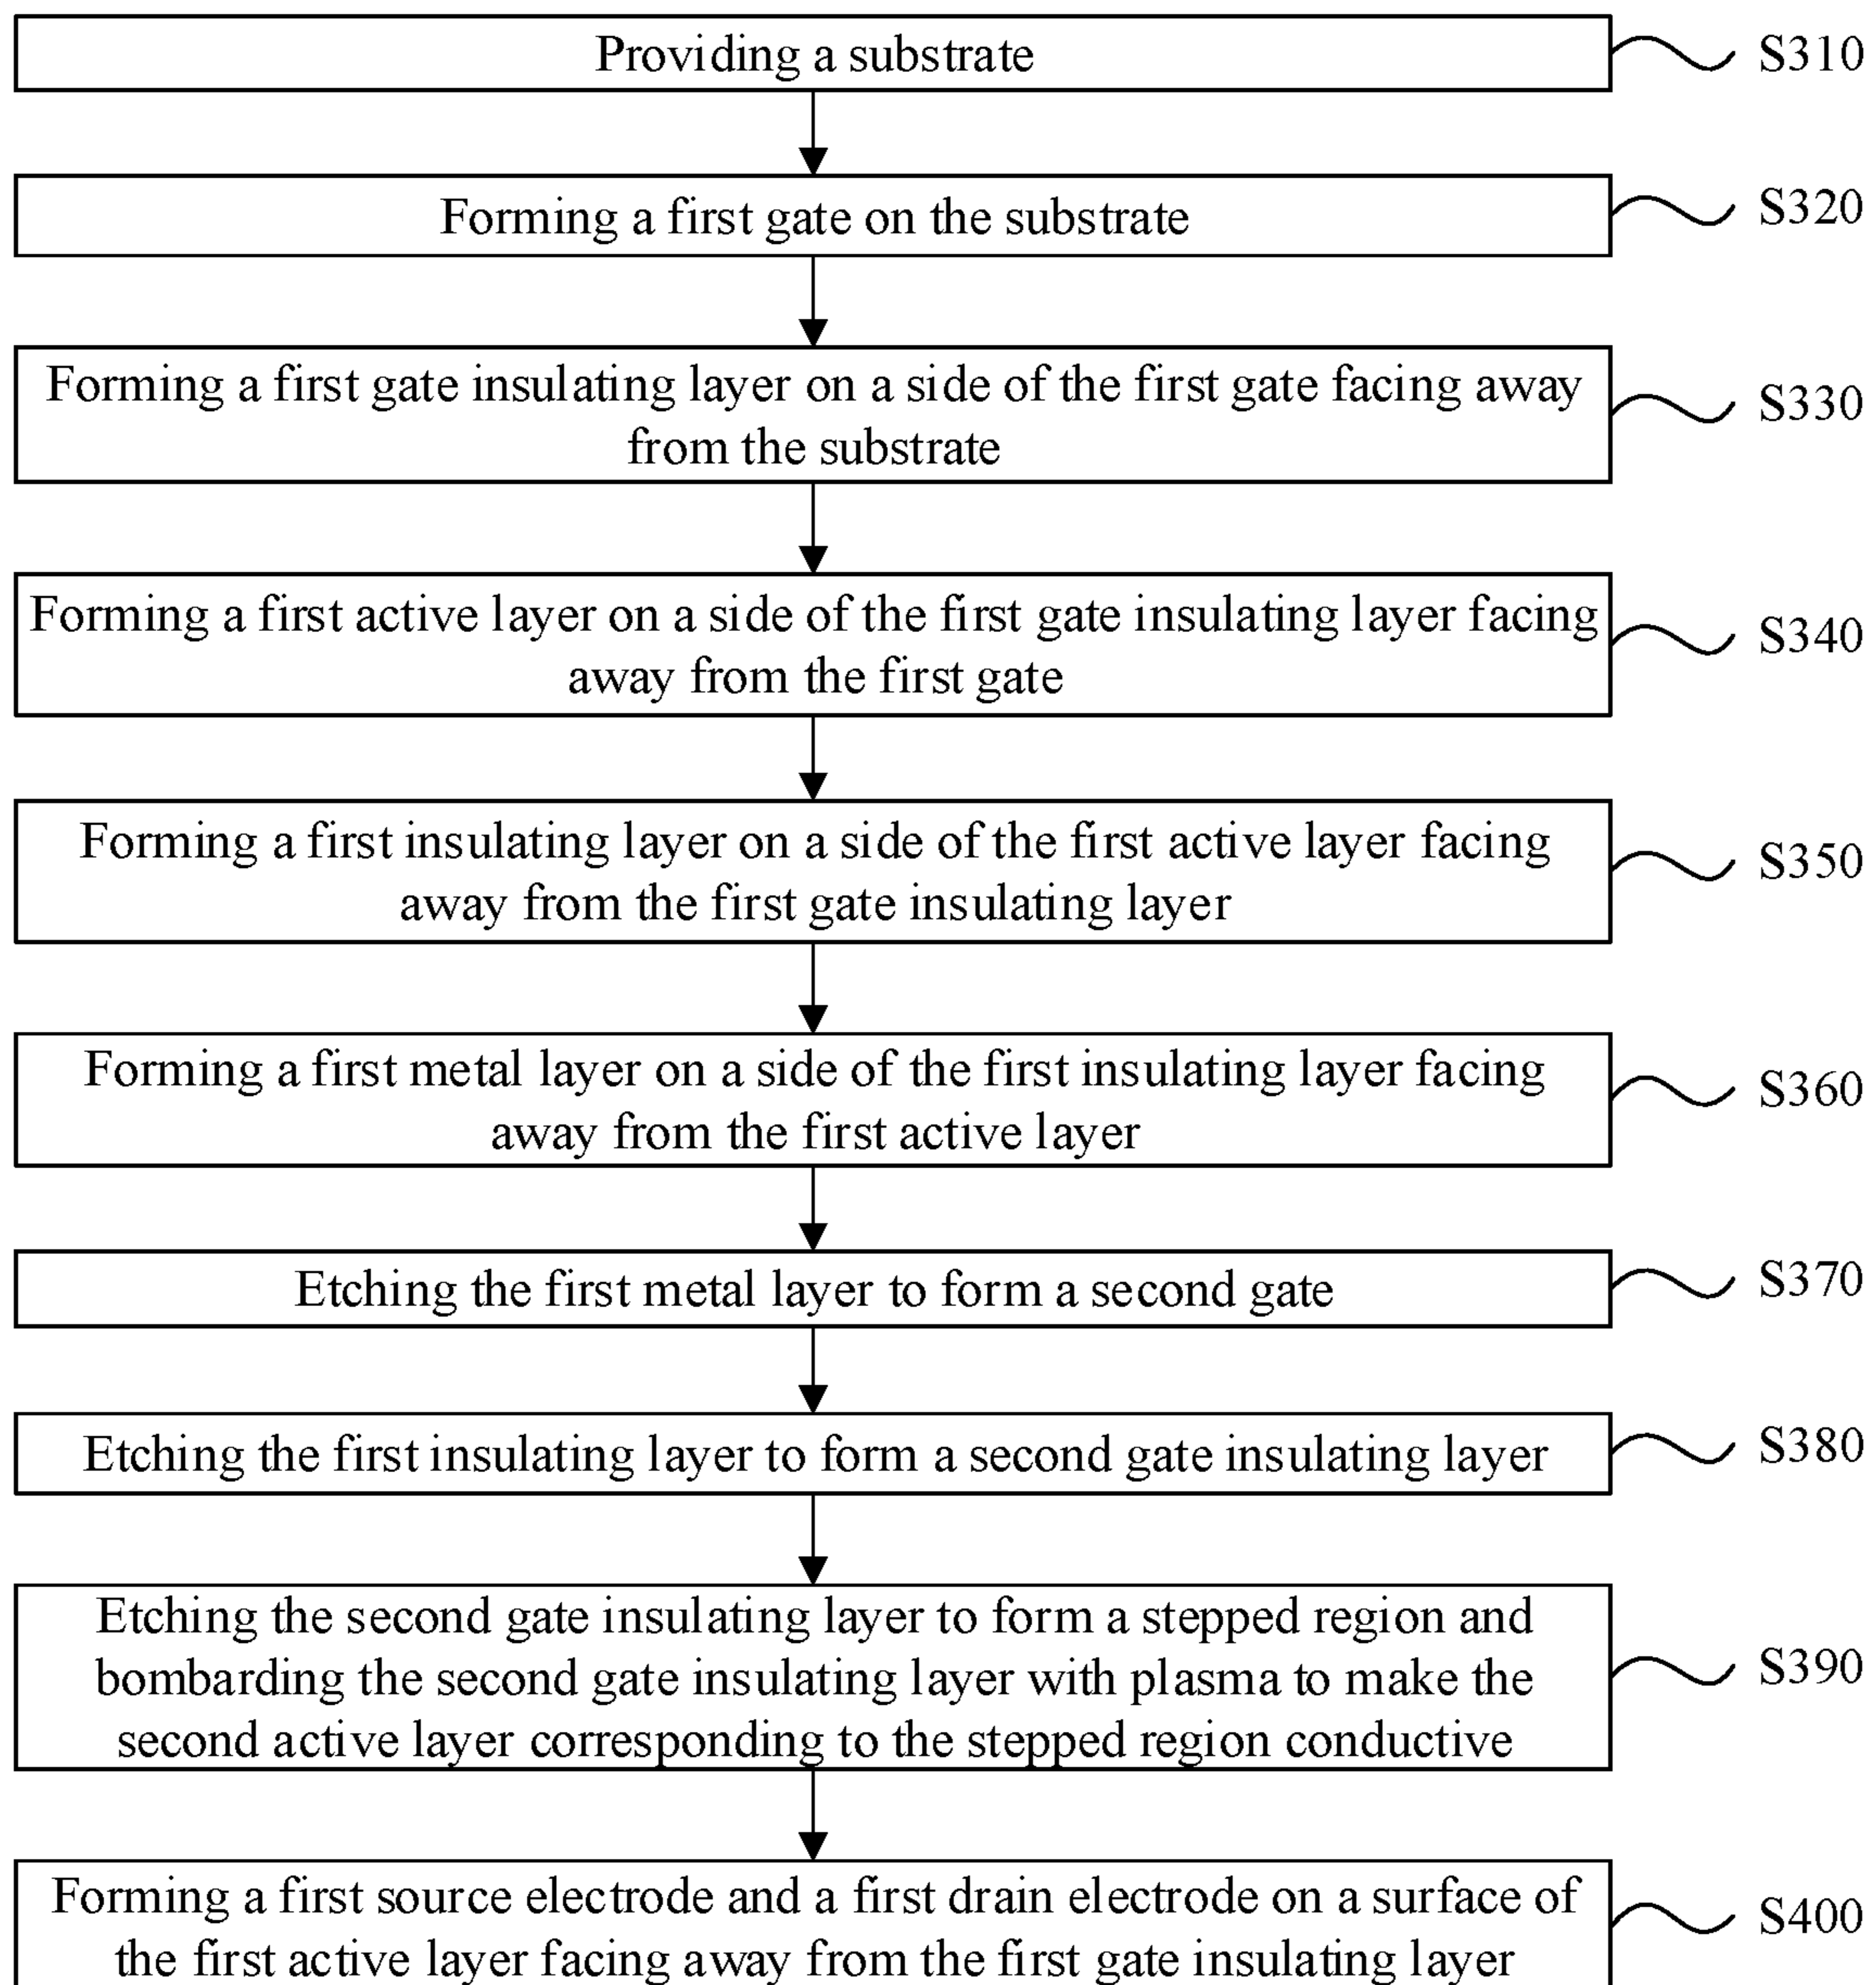 Providing a substrate
S310
Forming a first gate on the substrate
S320
Forming a first gate insulating layer on a side of the first gate facing away
from the substrate
S330
Forming a first active layer on a side of the first gate insulating layer facing
away from the first gate
S340
Forming a first insulating layer on a side of the first active layer facing
away from the first gate insulating layer
S350
Forming a first metal layer on a side of the first insulating layer facing
away from the first active layer
S360
Etching the first metal layer to form a second gate
S370
Etching the first insulating layer to form a second gate insulating layer
S380
Etching the second gate insulating layer to form a stepped region and
bombarding the second gate insulating layer with plasma to make the
second active layer corresponding to the stepped region conductive
S390
Forming a first source electrode and a first drain electrode on a surface of
the first active layer facing away from the first gate insulating layer
S400